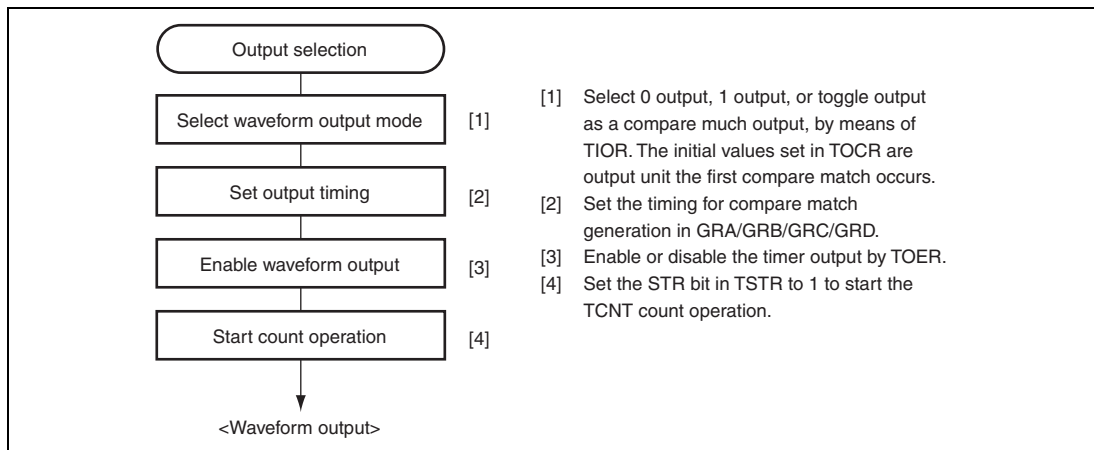 Output selection
Select waveform output mode [1]
Set output timing [2]
Enable waveform output [3]
Start count operation [4]
<Waveform output>
[1] Select 0 output, 1 output, or toggle output
as a compare much output, by means of
TIOR. The initial values set in TOCR are
output unit the first compare match occurs.
[2] Set the timing for compare match
generation in GRA/GRB/GRC/GRD.
[3] Enable or disable the timer output by TOER.
[4] Set the STR bit in TSTR to 1 to start the
TCNT count operation.